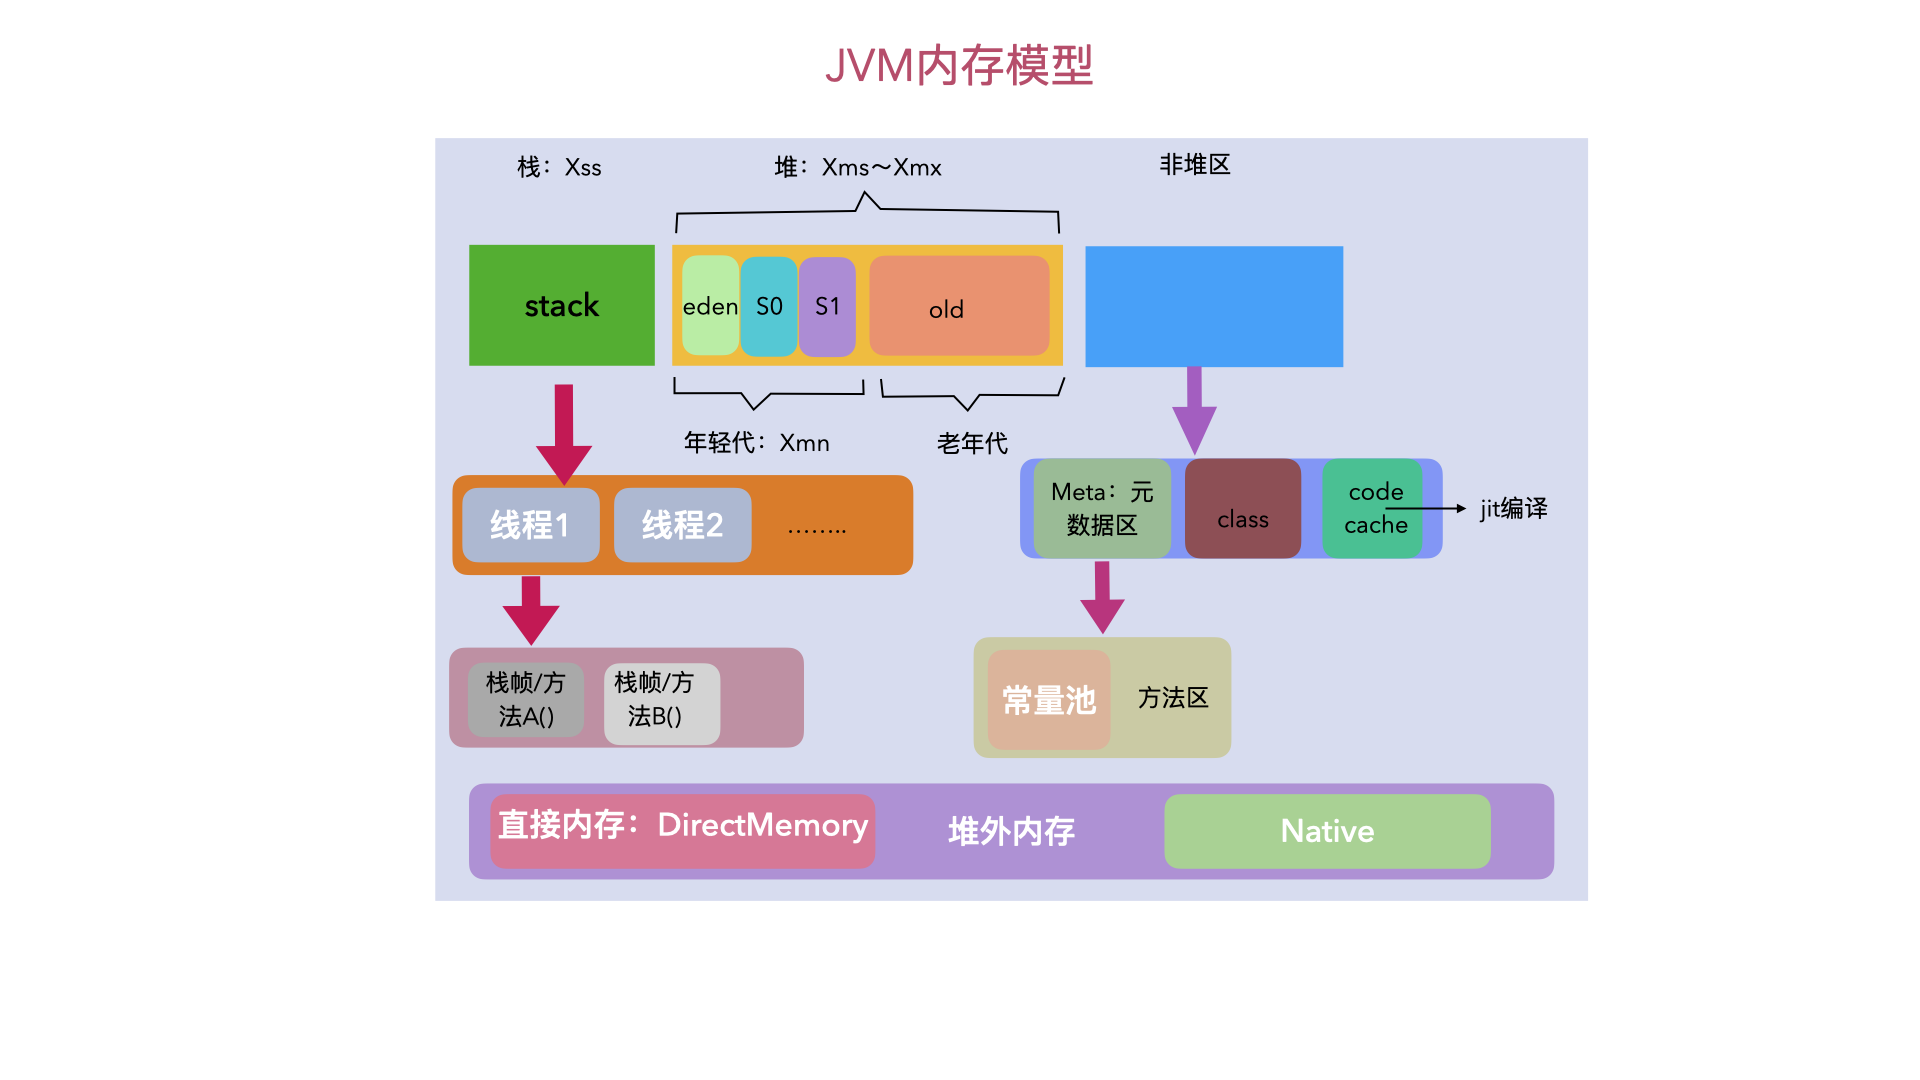 JVM内存模型
栈：Xss
堆：Xms～Xmx
非堆区
stack
eden
S0
S1
old
年轻代：Xmn
老年代
线程1
线程2
……..
Meta：元
数据区
class
code
cache
jit编译
栈帧/方
法A()
栈帧/方
法B()
常量池
方法区
直接内存：DirectMemory
堆外内存
Native